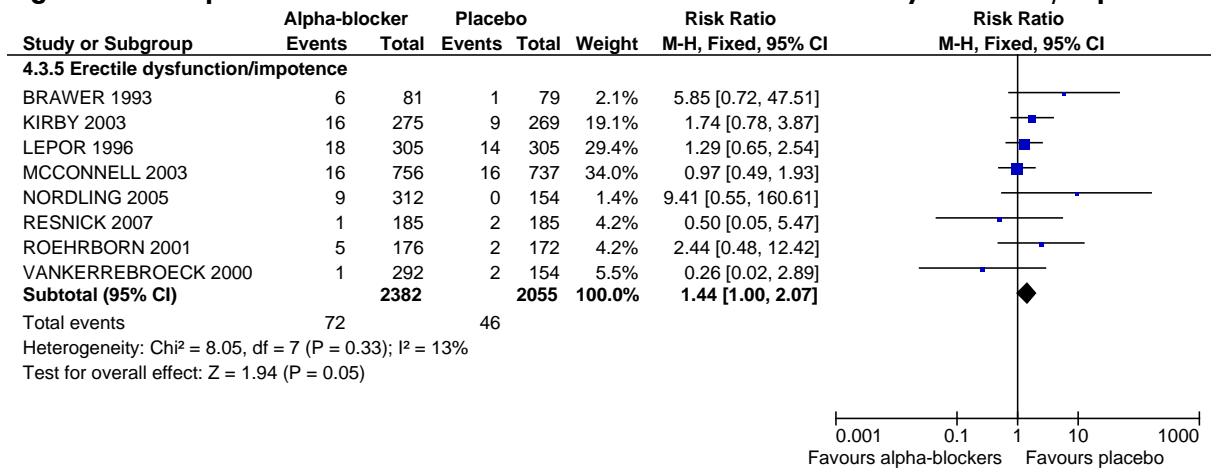 Alpha-blocker Placebo Risk Ratio Risk Ratio
Study or Subgroup Events Total Events Total Weight M-H, Fixed, 95% CI M-H, Fixed, 95% CI
4.3.5 Erectile dysfunction/impotence
BRAWER 1993 6 81 1 79 2.1% 5.85 [0.72, 47.51]
KIRBY 2003 16 275 9 269 19.1% 1.74 [0.78, 3.87]
LEPOR 1996 18 305 14 305 29.4% 1.29 [0.65, 2.54]
MCCONNELL 2003 16 756 16 737 34.0% 0.97 [0.49, 1.93]
NORDLING 2005 9 312 0 154 1.4% 9.41 [0.55, 160.61]
RESNICK 2007 1 185 2 185 4.2% 0.50 [0.05, 5.47]
ROEHRBORN 2001 5 176 2 172 4.2% 2.44 [0.48, 12.42]
VANKERREBROECK 2000 1 292 2 154 5.5% 0.26 [0.02, 2.89]
Subtotal (95% CI) 2382 2055 100.0% 1.44 [1.00, 2.07]
Total events 72 46
Heterogeneity: Chi² = 8.05, df = 7 (P = 0.33); I² = 13%
Test for overall effect: Z = 1.94 (P = 0.05)
0.001 0.1 1 10 1000
Favours alpha-blockers Favours placebo